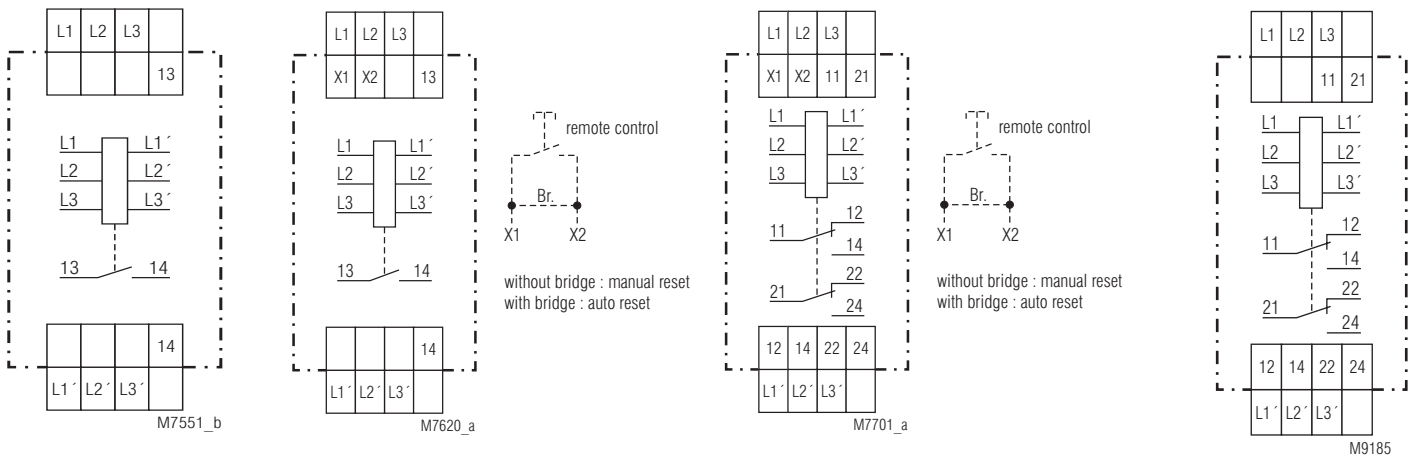 L1 L2 L3
13
L1 L1´
L2 L2´
L3 L3´
13 14
14
L1´ L2´ L3´
M7551_b
L1 L2 L3
X1 X2 13
L1 L1´
L2 L2´
L3 L3´
13 14
14
L1´ L2´ L3´
M7620_a
remote control
Br.
X1 X2
without bridge : manual reset
with bridge : auto reset
L1 L2 L3
X1 X2 11 21
L1 L1´
L2 L2´
L3 L3´
12
11
14
22
21
24
12 14 22 24
L1´ L2´ L3´
M7701_a
remote control
Br.
X1 X2
without bridge : manual reset
with bridge : auto reset
L1 L2 L3
11 21
L1 L1´
L2 L2´
L3 L3´
12
11
14
22
21
24
12 14 22 24
L1´ L2´ L3´
M9185